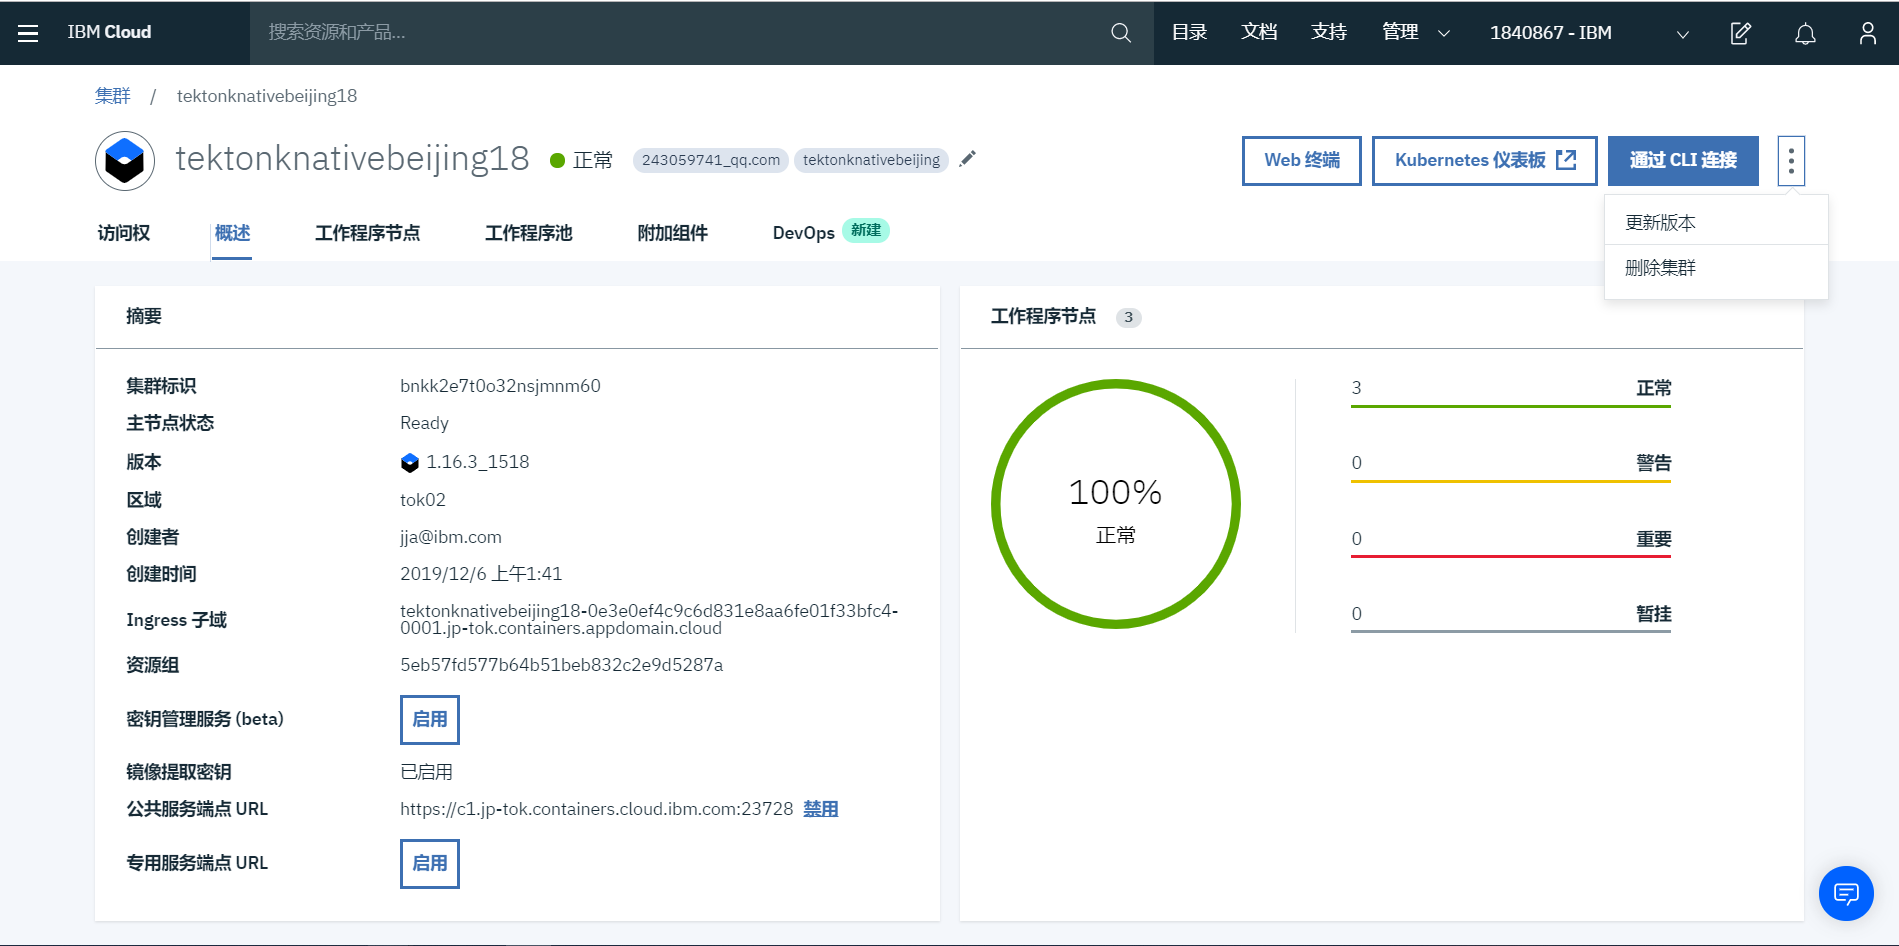 IBM Cloud
搜索资源和产品...
目录
文档
支持
管理
1840867 - IBM
集群 / tektonknativebeijing18
tektonknativebeijing18
正常
243059741_qq.com
tektonknativebeijing
Web 终端
Kubernetes 仪表板
通过 CLI 连接
更新版本
删除集群
访问权
概述
工作程序节点
工作程序池
附加组件
DevOps
新建
摘要
集群标识 bnkk2e7t0o32nsjmnm60
主节点状态 Ready
版本 1.16.3_1518
区域 tok02
创建者 jja@ibm.com
创建时间 2019/12/6 上午1:41
Ingress 子域 tektonknativebeijing18-0e3e0ef4c9c6d831e8aa6fe01f33bfc4-
0001.jp-tok.containers.appdomain.cloud
资源组 5eb57fd577b64b51beb832c2e9d5287a
密钥管理服务 (beta) 启用
镜像提取密钥 已启用
公共服务端点 URL https://c1.jp-tok.containers.cloud.ibm.com:23728 禁用
专用服务端点 URL 启用
工作程序节点 3
100%
正常
3 正常
0 警告
0 重要
0 暂挂